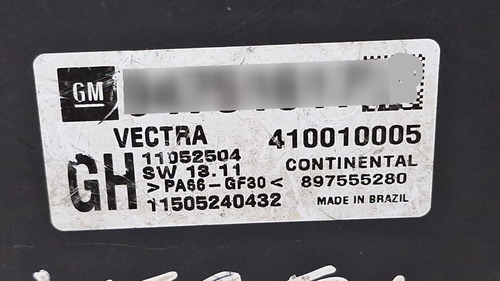 GM
VECTRA 410010005
GH
11052504
SW 13.11
>PA66-GF30<
11505240432
CONTINENTAL
897555280
MADE IN BRAZIL